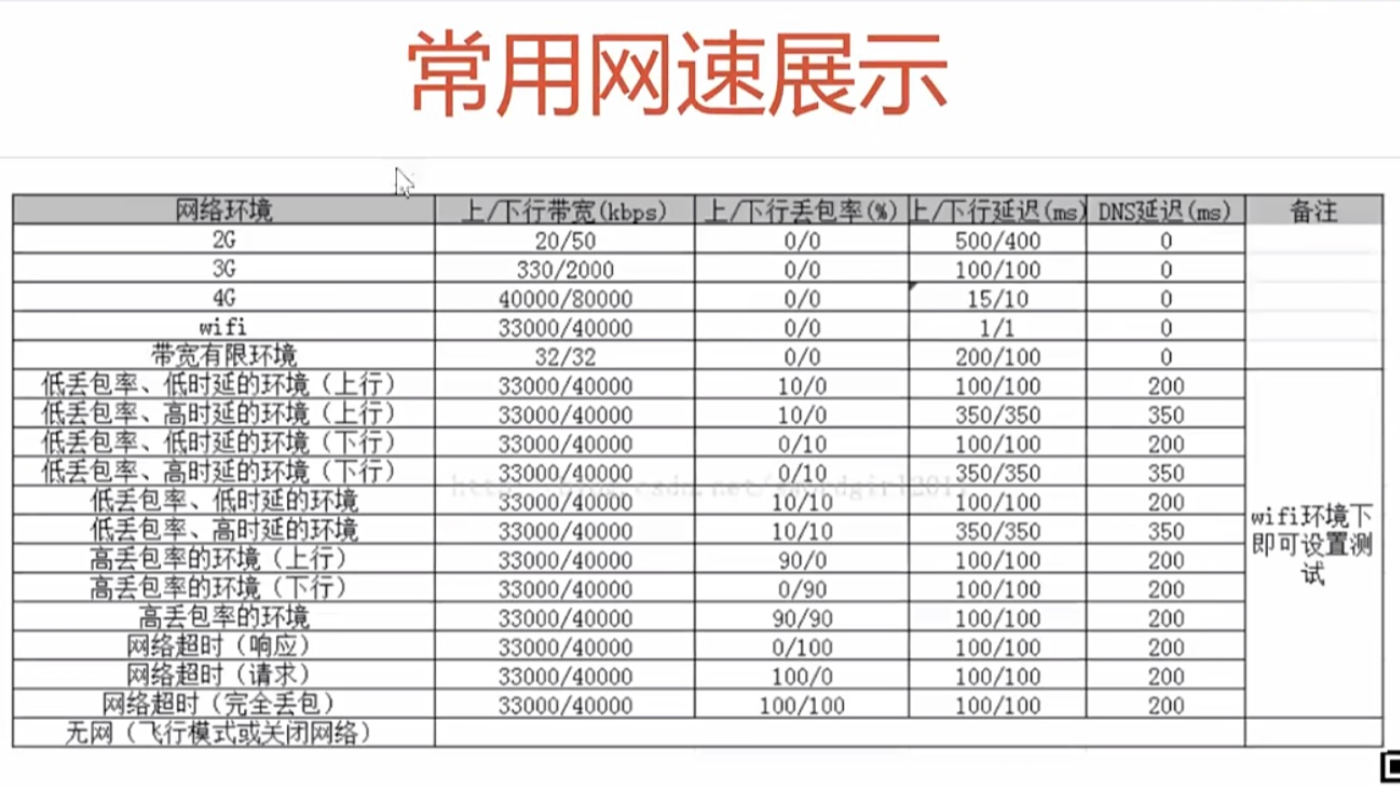 常用网速展示
网络环境 上/下行带宽(kbps) 上/下行丢包率(%) 上/下行延迟(ms) DNS延迟(ms) 备注
2G 20/50 0/0 500/400 0
3G 330/2000 0/0 100/100 0
4G 40000/80000 0/0 15/10 0
wifi 33000/40000 0/0 1/1 0
带宽有限环境 32/32 0/0 200/100 0
低丢包率、低时延的环境（上行） 33000/40000 10/0 100/100 200
低丢包率、高时延的环境（上行） 33000/40000 10/0 350/350 350
低丢包率、低时延的环境（下行） 33000/40000 0/10 100/100 200
低丢包率、高时延的环境（下行） 33000/40000 0/10 350/350 350
低丢包率、低时延的环境 33000/40000 10/10 100/100 200
低丢包率、高时延的环境 33000/40000 10/10 350/350 350
高丢包率的环境（上行） 33000/40000 90/0 100/100 200
高丢包率的环境（下行） 33000/40000 0/90 100/100 200
高丢包率的环境 33000/40000 90/90 100/100 200
网络超时（响应） 33000/40000 0/100 100/100 200
网络超时（请求） 33000/40000 100/0 100/100 200
网络超时（完全丢包） 33000/40000 100/100 100/100 200
无网（飞行模式或关闭网络）
wifi环境下
即可设置测
试